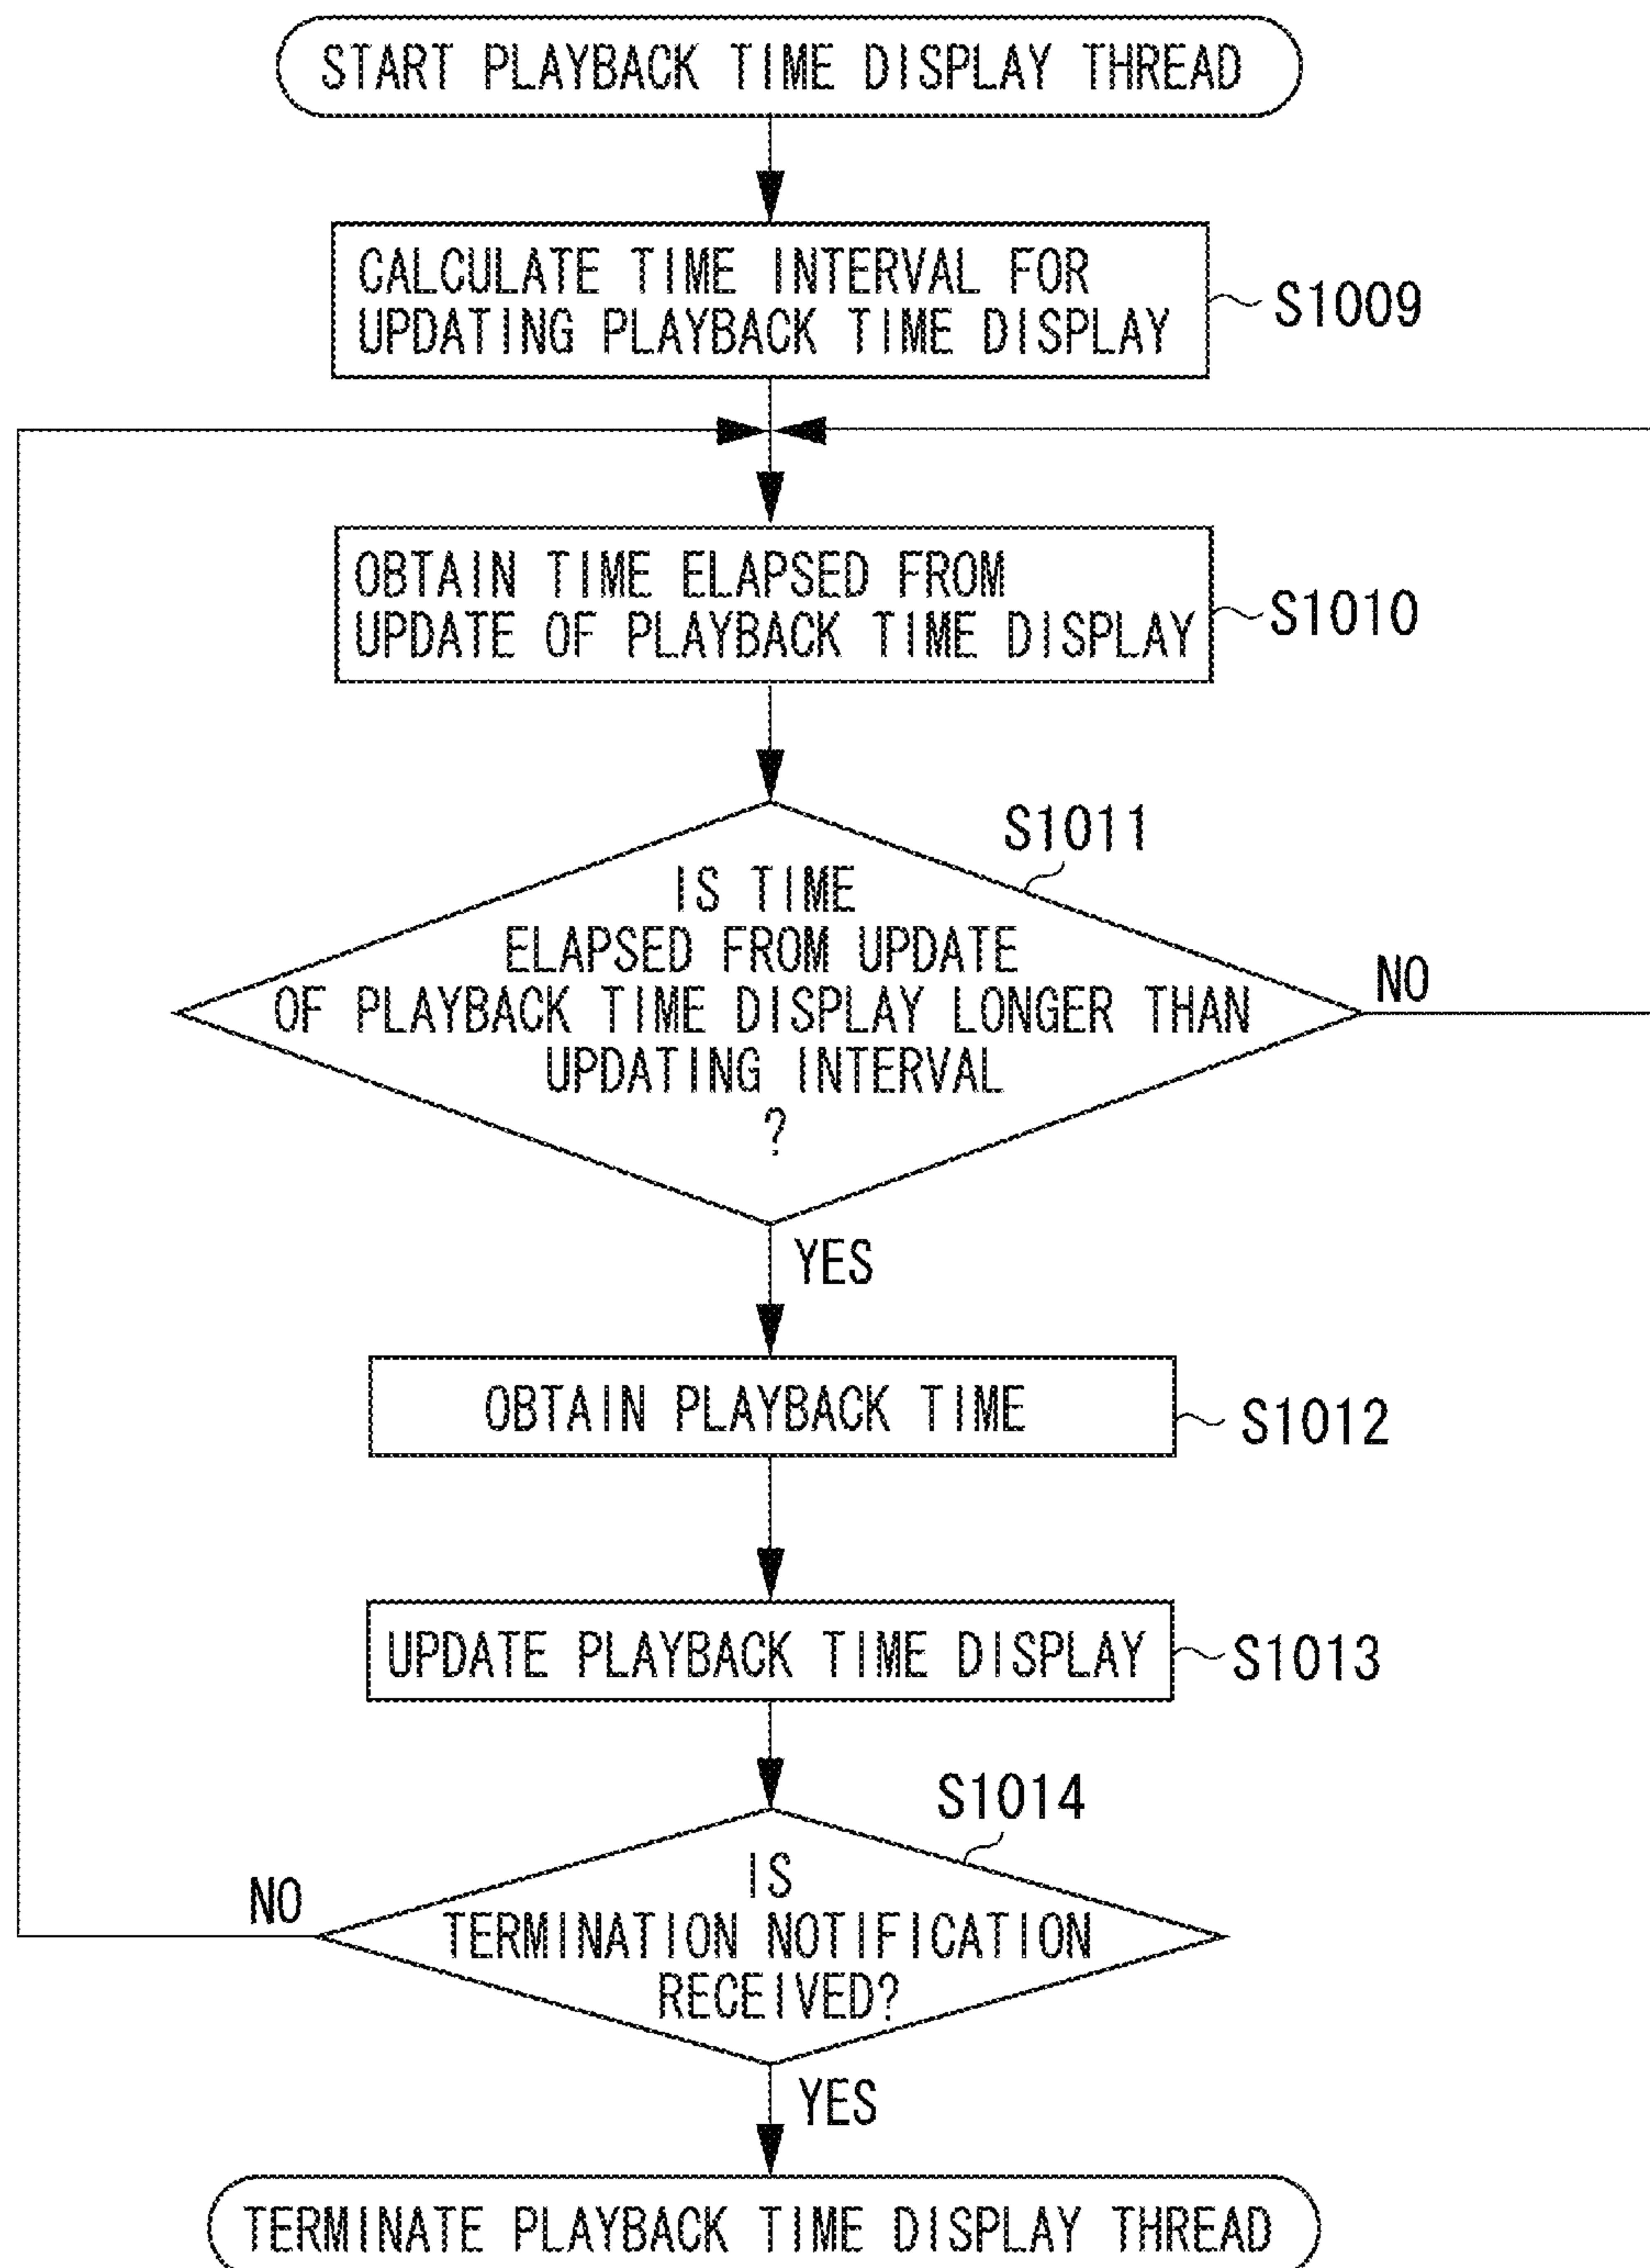 START PLAYBACK TIME DISPLAY THREAD
CALCULATE TIME INTERVAL FOR
UPDATING PLAYBACK TIME DISPLAY
S1009
OBTAIN TIME ELAPSED FROM
UPDATE OF PLAYBACK TIME DISPLAY
S1010
S1011
IS TIME
ELAPSED FROM UPDATE
OF PLAYBACK TIME DISPLAY LONGER THAN
UPDATING INTERVAL
?
NO
YES
OBTAIN PLAYBACK TIME
S1012
UPDATE PLAYBACK TIME DISPLAY
S1013
S1014
IS
TERMINATION NOTIFICATION
RECEIVED?
NO
YES
TERMINATE PLAYBACK TIME DISPLAY THREAD